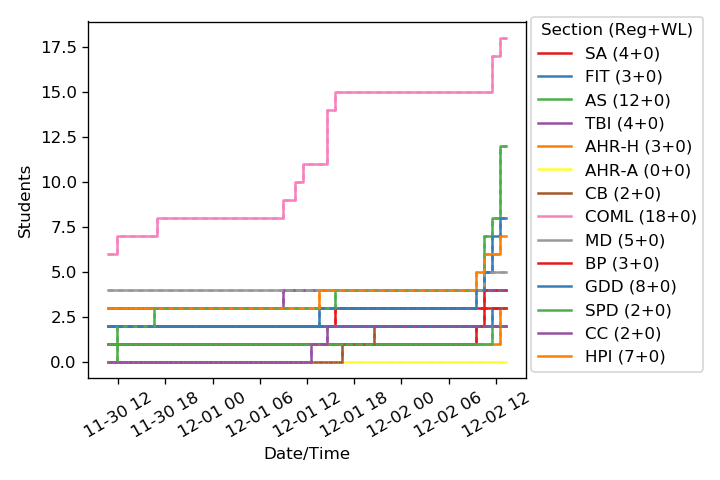 Section (Reg+WL)
SA (4+0)
FIT (3+0)
AS (12+0)
TBI (4+0)
AHR-H (3+0)
AHR-A (0+0)
CB (2+0)
COML (18+0)
MD (5+0)
BP (3+0)
GDD (8+0)
SPD (2+0)
CC (2+0)
HPI (7+0)
Students
17.5
15.0
12.5
10.0
7.5
5.0
2.5
0.0
11-30 12
11-30 18
12-01 00
12-01 06
12-01 12
12-01 18
12-02 00
12-02 06
12-02 12
Date/Time